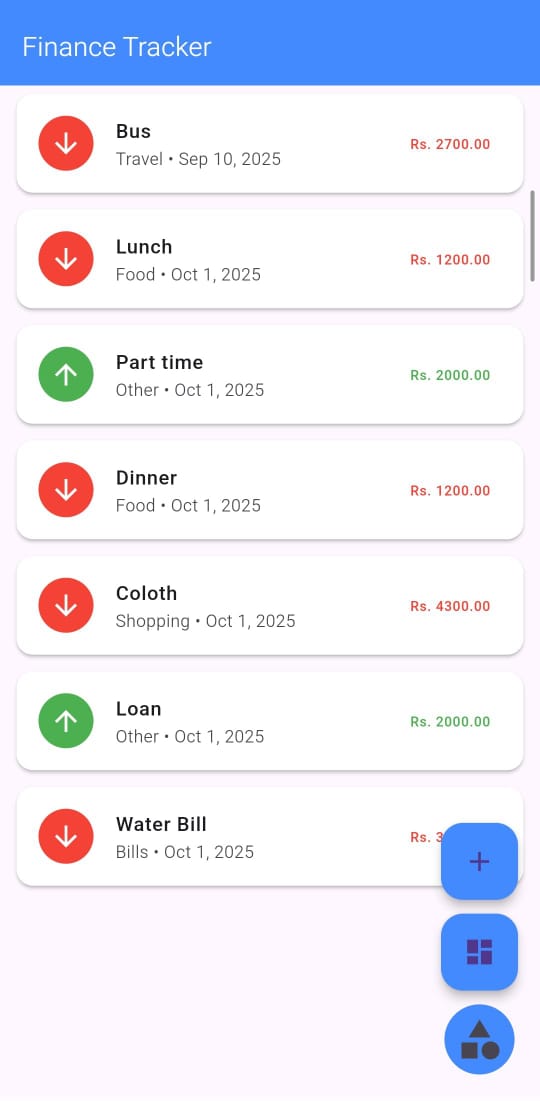 Finance Tracker
Bus
Travel • Sep 10, 2025
Rs. 2700.00
Lunch
Food • Oct 1, 2025
Rs. 1200.00
Part time
Other • Oct 1, 2025
Rs. 2000.00
Dinner
Food • Oct 1, 2025
Rs. 1200.00
Coloth
Shopping • Oct 1, 2025
Rs. 4300.00
Loan
Other • Oct 1, 2025
Rs. 2000.00
Water Bill
Bills • Oct 1, 2025
Rs.